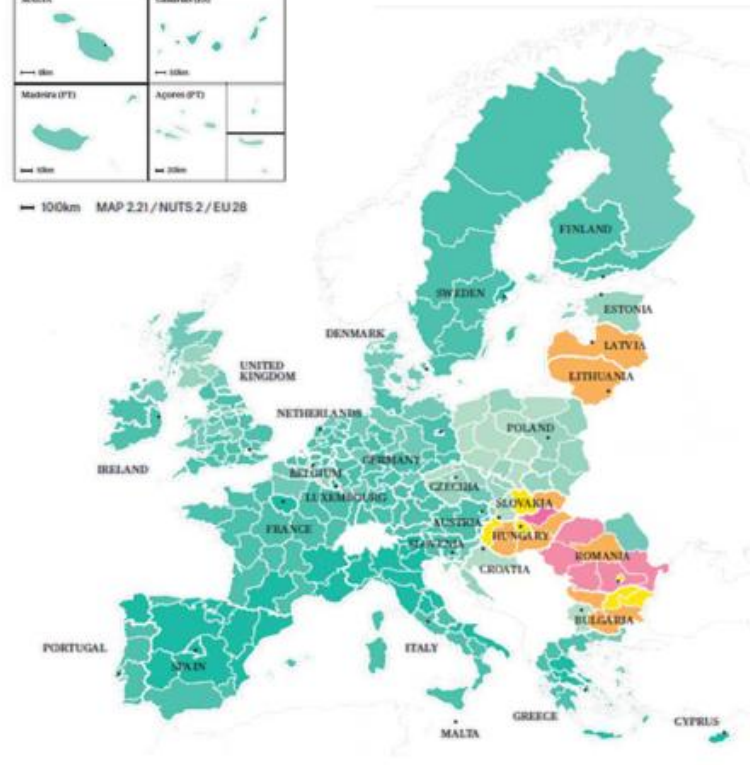 Madeira (PT)
Açores (PT)
100km MAP 2.21 / NUTS 2 / EU 28
FINLAND
SWEDEN
ESTONIA
DENMARK
LATVIA
UNITED
KINGDOM
LITHUANIA
NETHERLANDS
POLAND
IRELAND
GERMANY
BELGIUM
CZECHIA
LUXEMBOURG
SLOVAKIA
FRANCE
AUSTRIA
HUNGARY
SLOVENIA
ROMANIA
CROATIA
BULGARIA
PORTUGAL
ITALY
SPAIN
GREECE
CYPRUS
MALTA